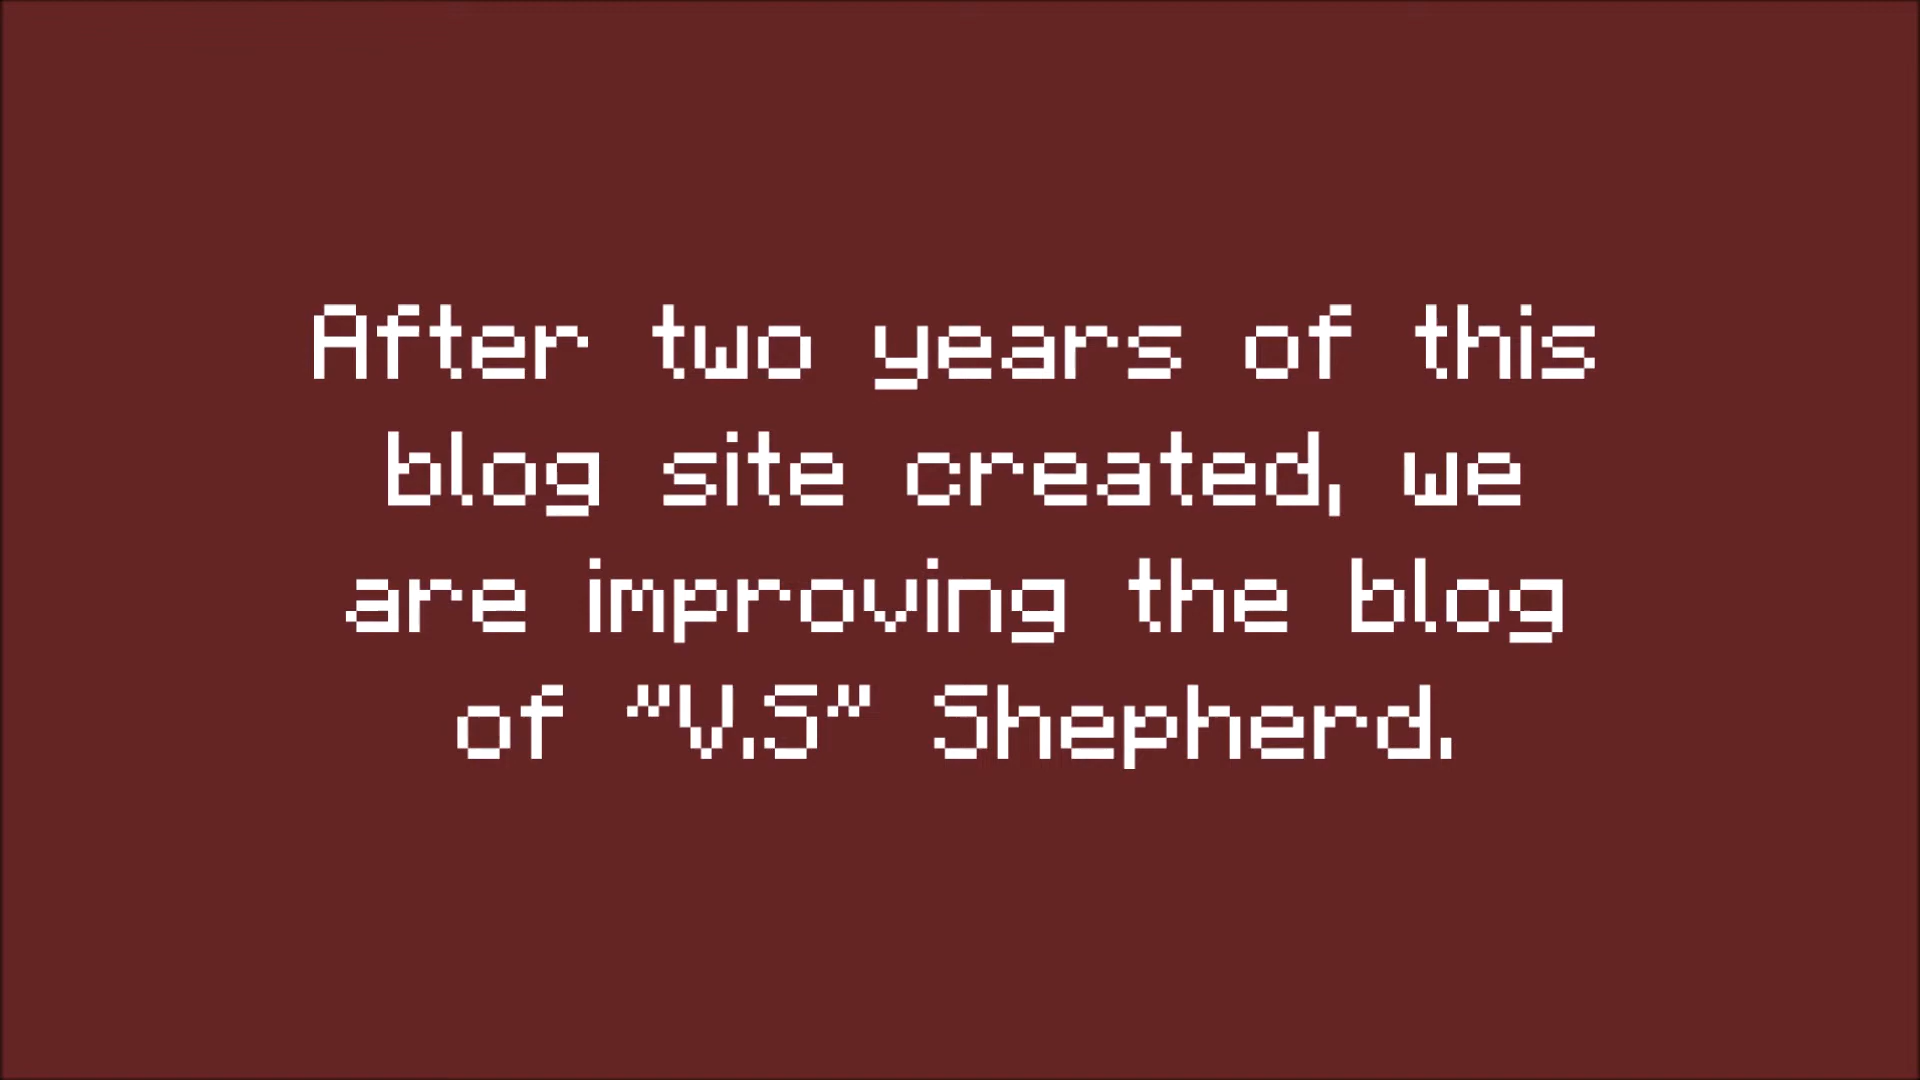 After two years of this
blog site created, we
are improving the blog
of "V.S" Shepherd.